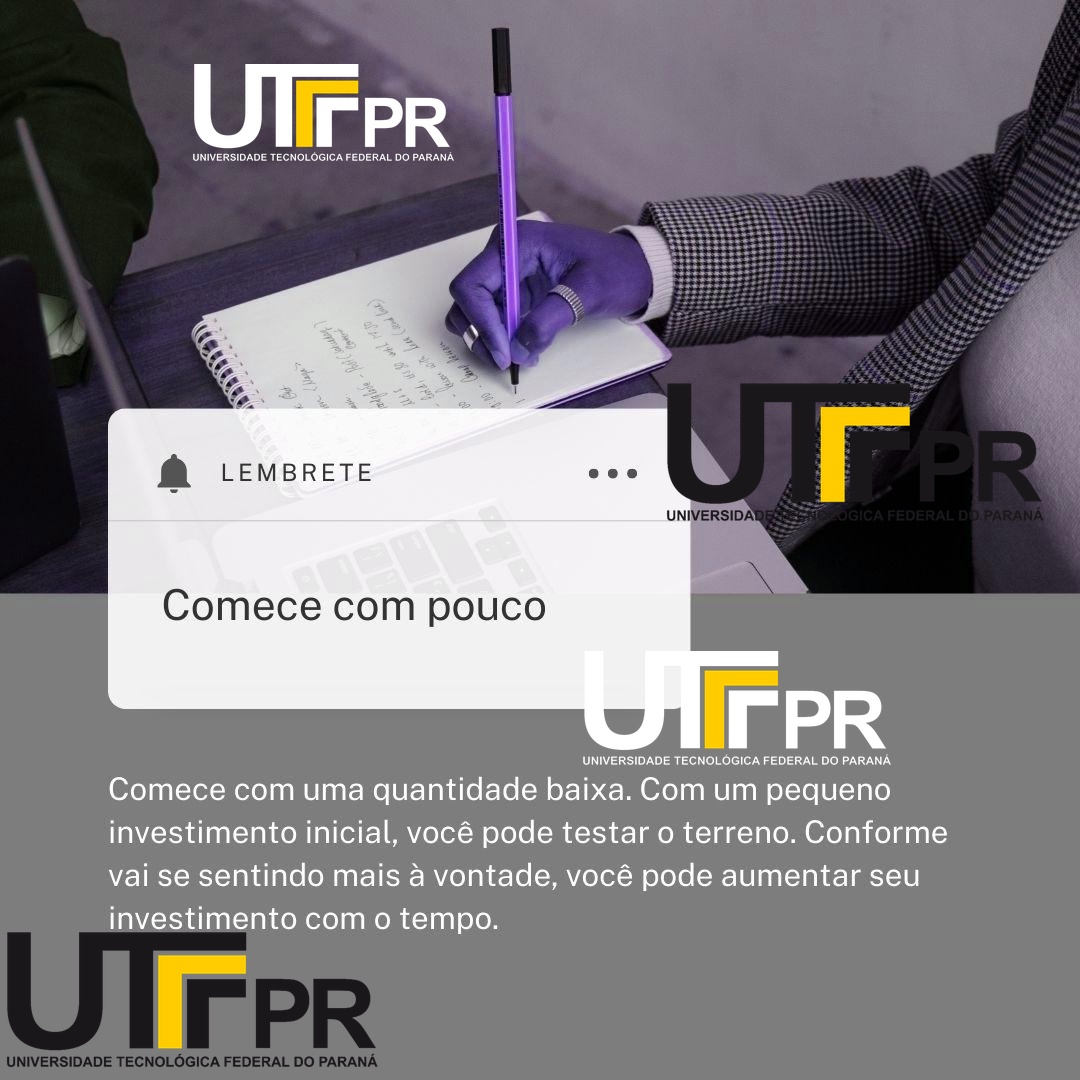 UTFPR
UNIVERSIDADE TECNOLÓGICA FEDERAL DO PARANÁ
UTFPR
UNIVERSIDADE TECNOLÓGICA FEDERAL DO PARANÁ
LEMBRETE
Comece com pouco
UTFPR
UNIVERSIDADE TECNOLÓGICA FEDERAL DO PARANÁ
Comece com uma quantidade baixa. Com um pequeno
investimento inicial, você pode testar o terreno. Conforme
vai se sentindo mais à vontade, você pode aumentar seu
investimento com o tempo.
UTFPR
UNIVERSIDADE TECNOLÓGICA FEDERAL DO PARANÁ